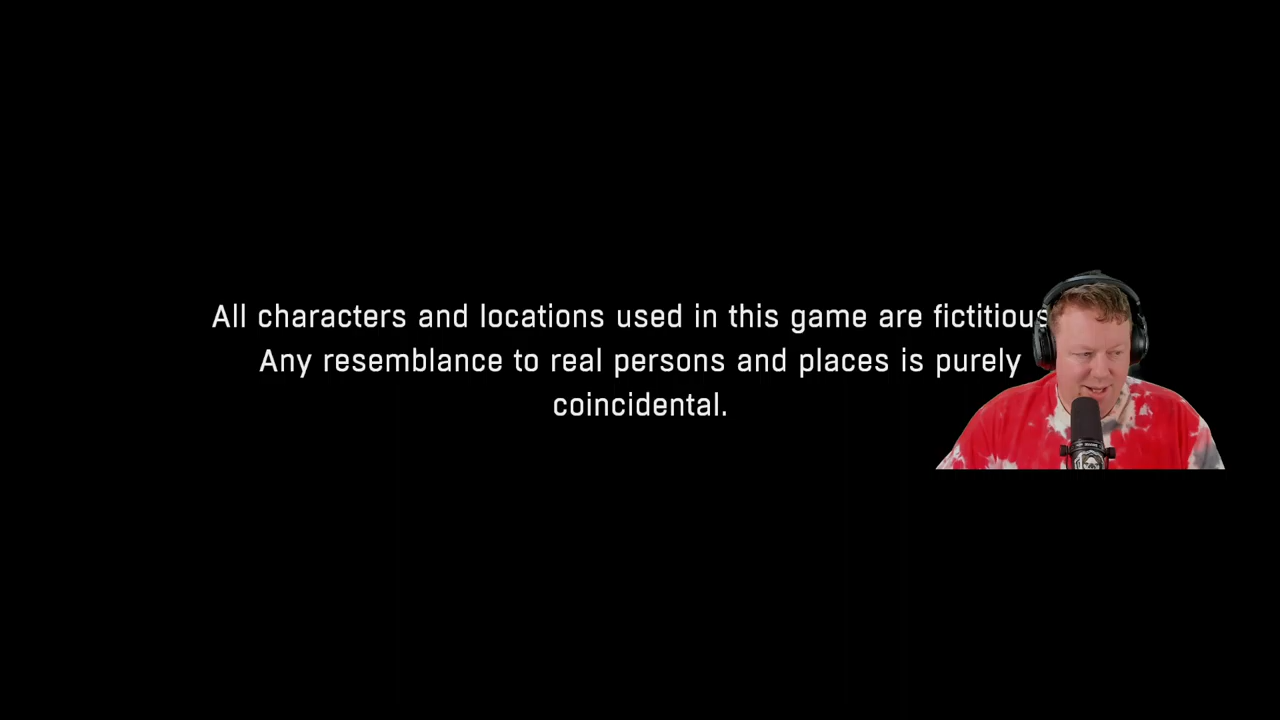 All characters and locations used in this game are fictitious
Any resemblance to real persons and places is purely
coincidental.